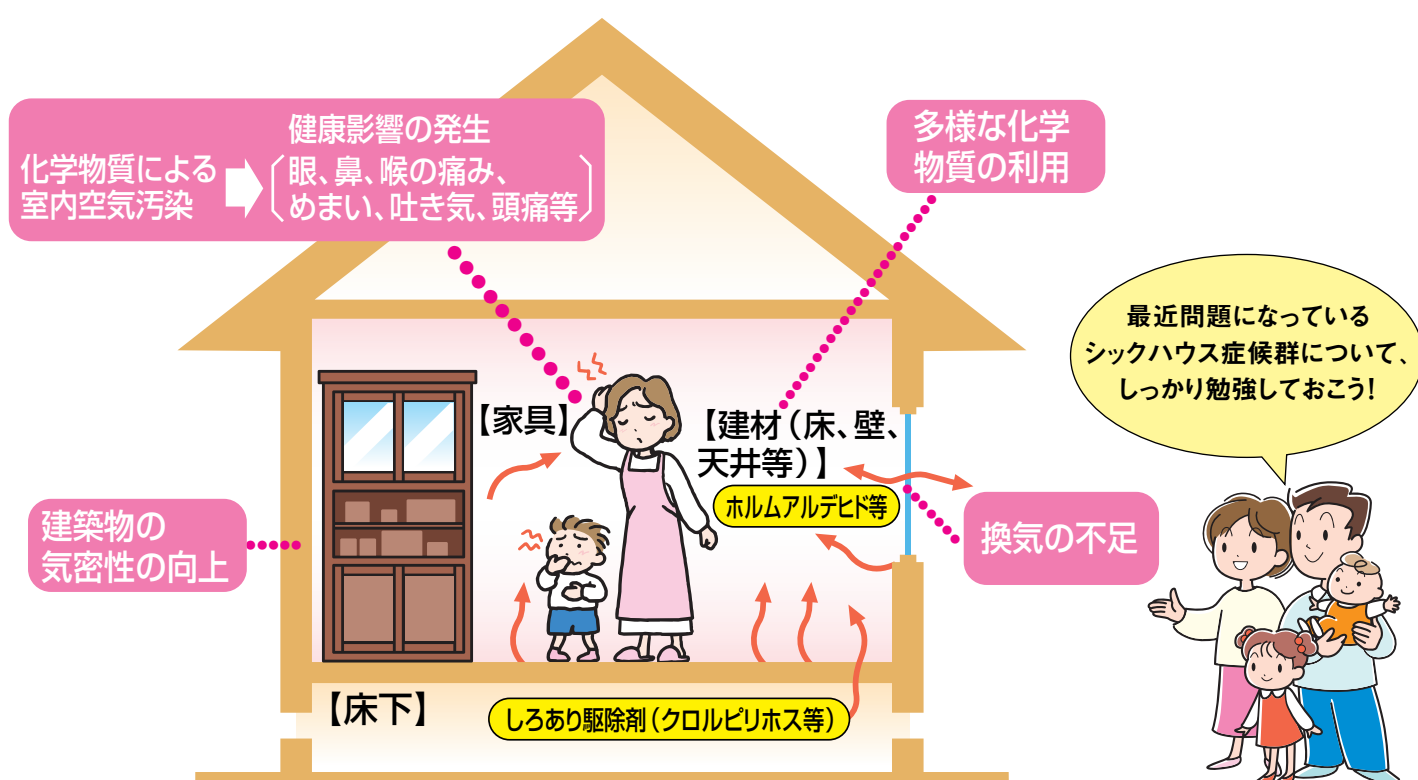 健康影響の発生
化学物質による
室内空気汚染
眼、鼻、喉の痛み、
めまい、吐き気、頭痛等
多様な化学
物質の利用
最近問題になっている
シックハウス症候群について、
しっかり勉強しておこう!
【家具】
【建材(床、壁、
天井等)】
ホルムアルデヒド等
建築物の
気密性の向上
換気の不足
【床下】
しろあり駆除剤(クロルピリホス等)